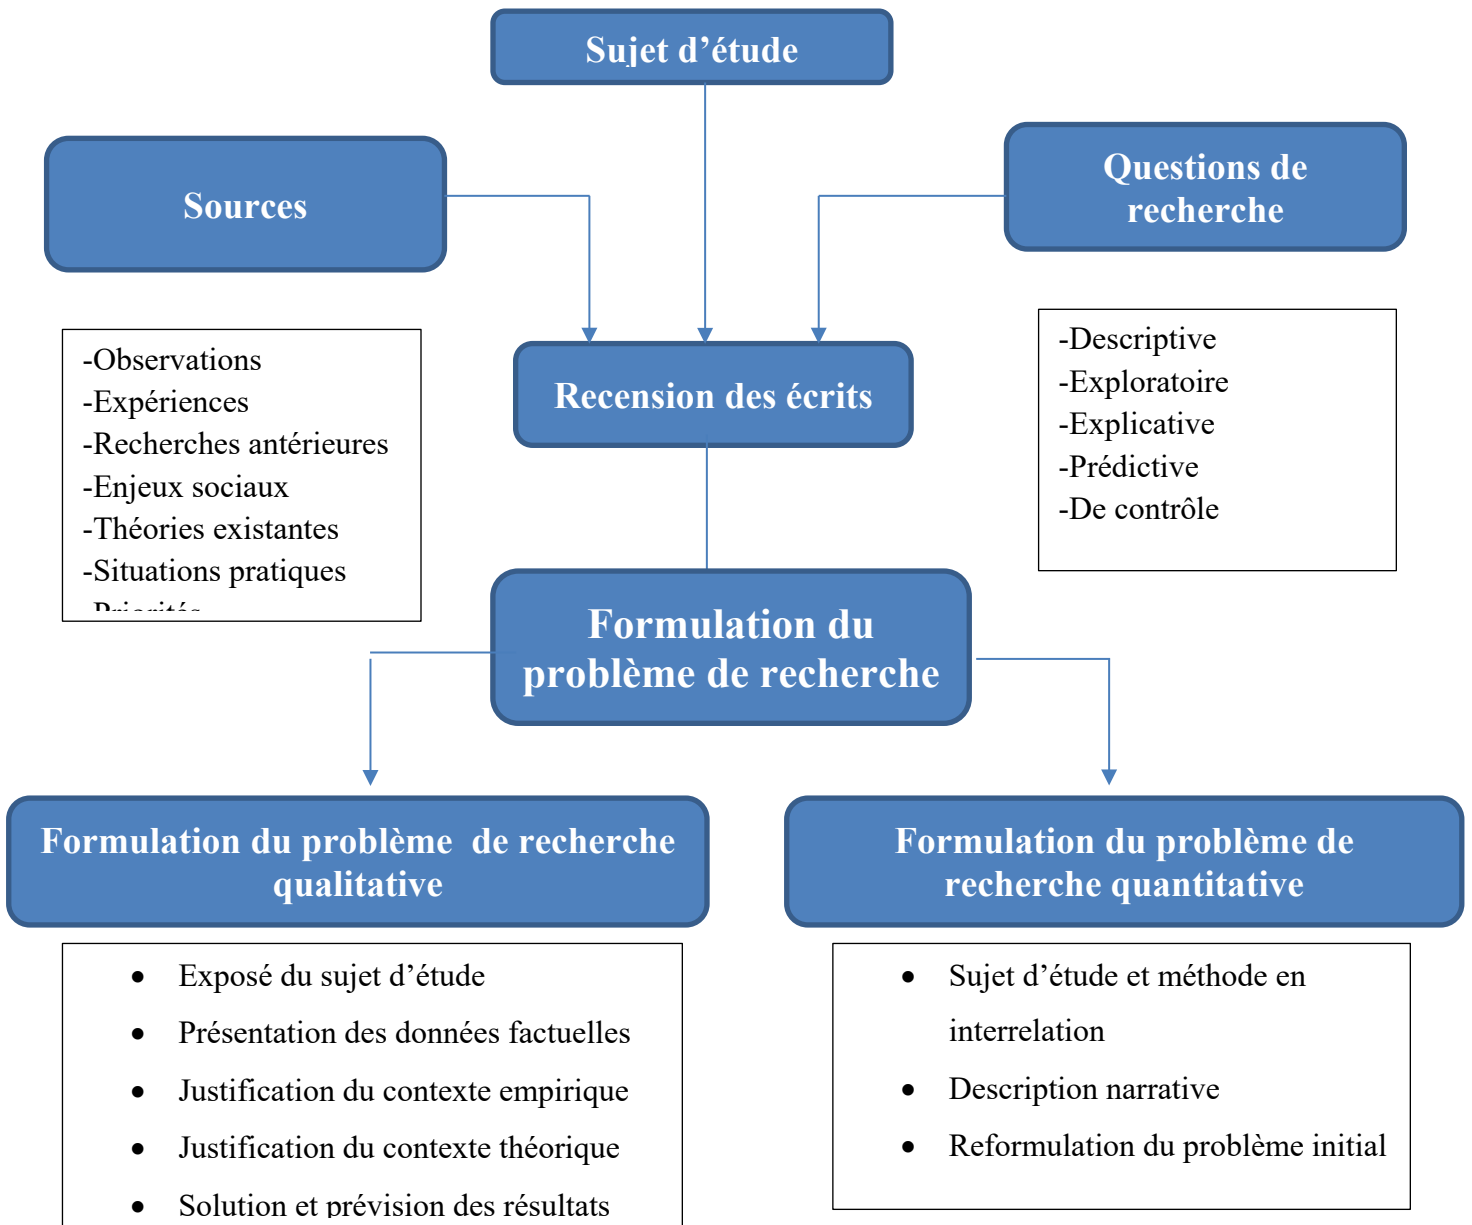 Sujet d’étude
Sources
Questions de
recherche
-Observations
-Expériences
-Recherches antérieures
-Enjeux sociaux
-Théories existantes
-Situations pratiques
-Priorités
-Descriptive
-Exploratoire
-Explicative
-Prédictive
-De contrôle
Recension des écrits
Formulation du
problème de recherche
Formulation du problème  de recherche
qualitative
Formulation du problème de
recherche quantitative
• Exposé du sujet d’étude
• Présentation des données factuelles
• Justification du contexte empirique
• Justification du contexte théorique
• Solution et prévision des résultats
• Sujet d’étude et méthode en
interrelation
• Description narrative
• Reformulation du problème initial